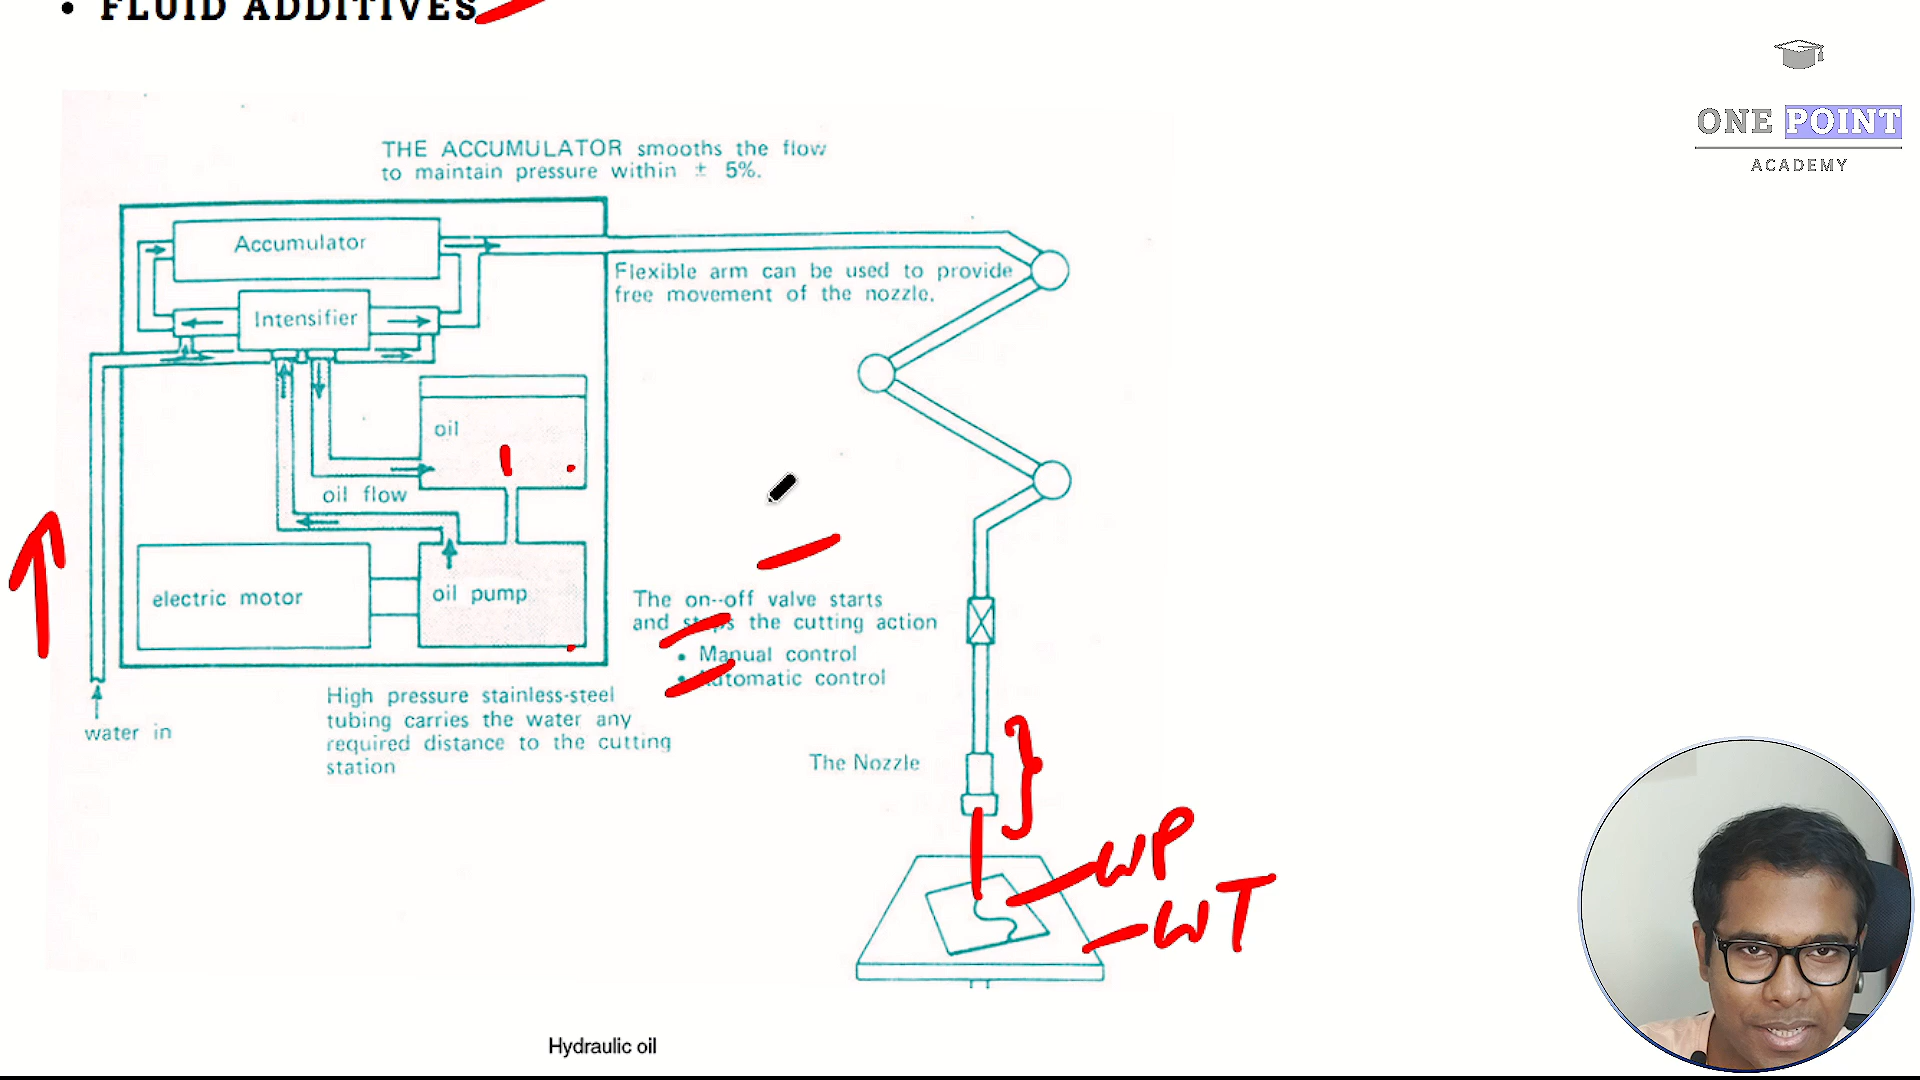 • FLUID ADDITIVES
ONE POINT
ACADEMY
THE ACCUMULATOR smooths the flow
to maintain pressure within ± 5%.
Accumulator
Flexible arm can be used to provide
free movement of the nozzle.
Intensifier
oil
oil flow
electric motor
oil pump
The on--off valve starts
and stops the cutting action
• Manual control
• Automatic control
High pressure stainless-steel
tubing carries the water any
required distance to the cutting
station
water in
The Nozzle
WP
WT
Hydraulic oil